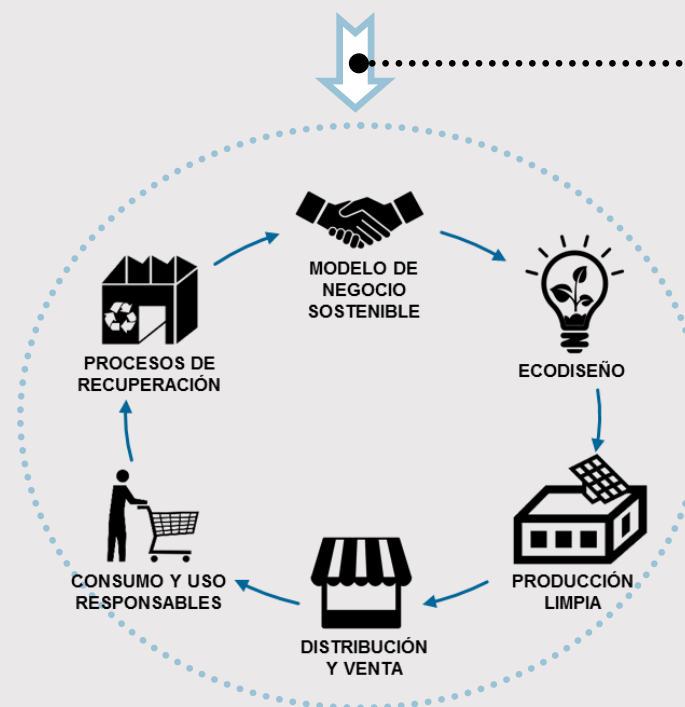 MODELO DE
NEGOCIO
SOSTENIBLE
ECODISEÑO
PRODUCCIÓN
LIMPIA
DISTRIBUCIÓN
Y VENTA
CONSUMO Y USO
RESPONSABLES
PROCESOS DE
RECUPERACIÓN